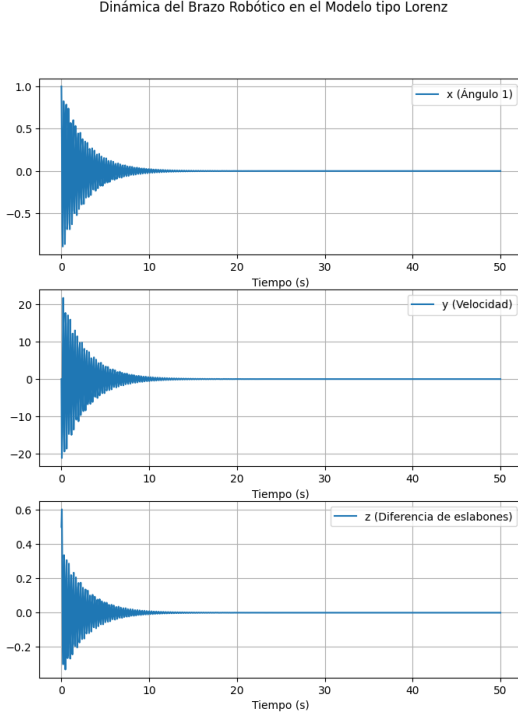 Dinámica del Brazo Robótico en el Modelo tipo Lorenz
1.0
0.5
0.0
−0.5
x (Ángulo 1)
0 10 20 30 40 50
Tiempo (s)
20
10
0
−10
−20
y (Velocidad)
0 10 20 30 40 50
Tiempo (s)
0.6
0.4
0.2
0.0
−0.2
z (Diferencia de eslabones)
0 10 20 30 40 50
Tiempo (s)